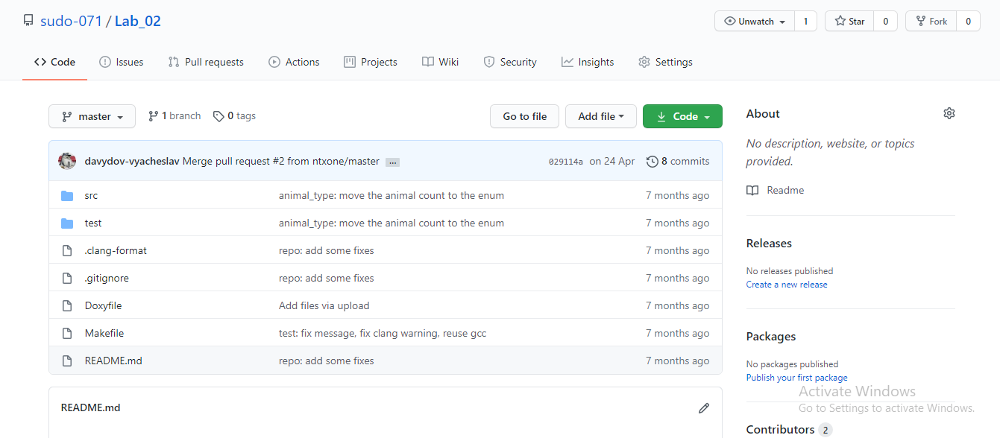 sudo-071 / Lab_02
Unwatch 1 Star 0 Fork 0
Code Issues Pull requests Actions Projects Wiki Security Insights Settings
master 1 branch 0 tags Go to file Add file Code
davydov-vyacheslav Merge pull request #2 from ntxone/master ... 029114a on 24 Apr 8 commits
src animal_type: move the animal count to the enum 7 months ago
test animal_type: move the animal count to the enum 7 months ago
.clang-format repo: add some fixes 7 months ago
.gitignore repo: add some fixes 7 months ago
Doxyfile Add files via upload 7 months ago
Makefile test: fix message, fix clang warning, reuse gcc 7 months ago
README.md repo: add some fixes 7 months ago
README.md
About
No description, website, or topics
provided.
Readme
Releases
No releases published
Create a new release
Packages
No packages published
Publish your first package
Activate Windows
Go to Settings to activate Windows.
Contributors 2